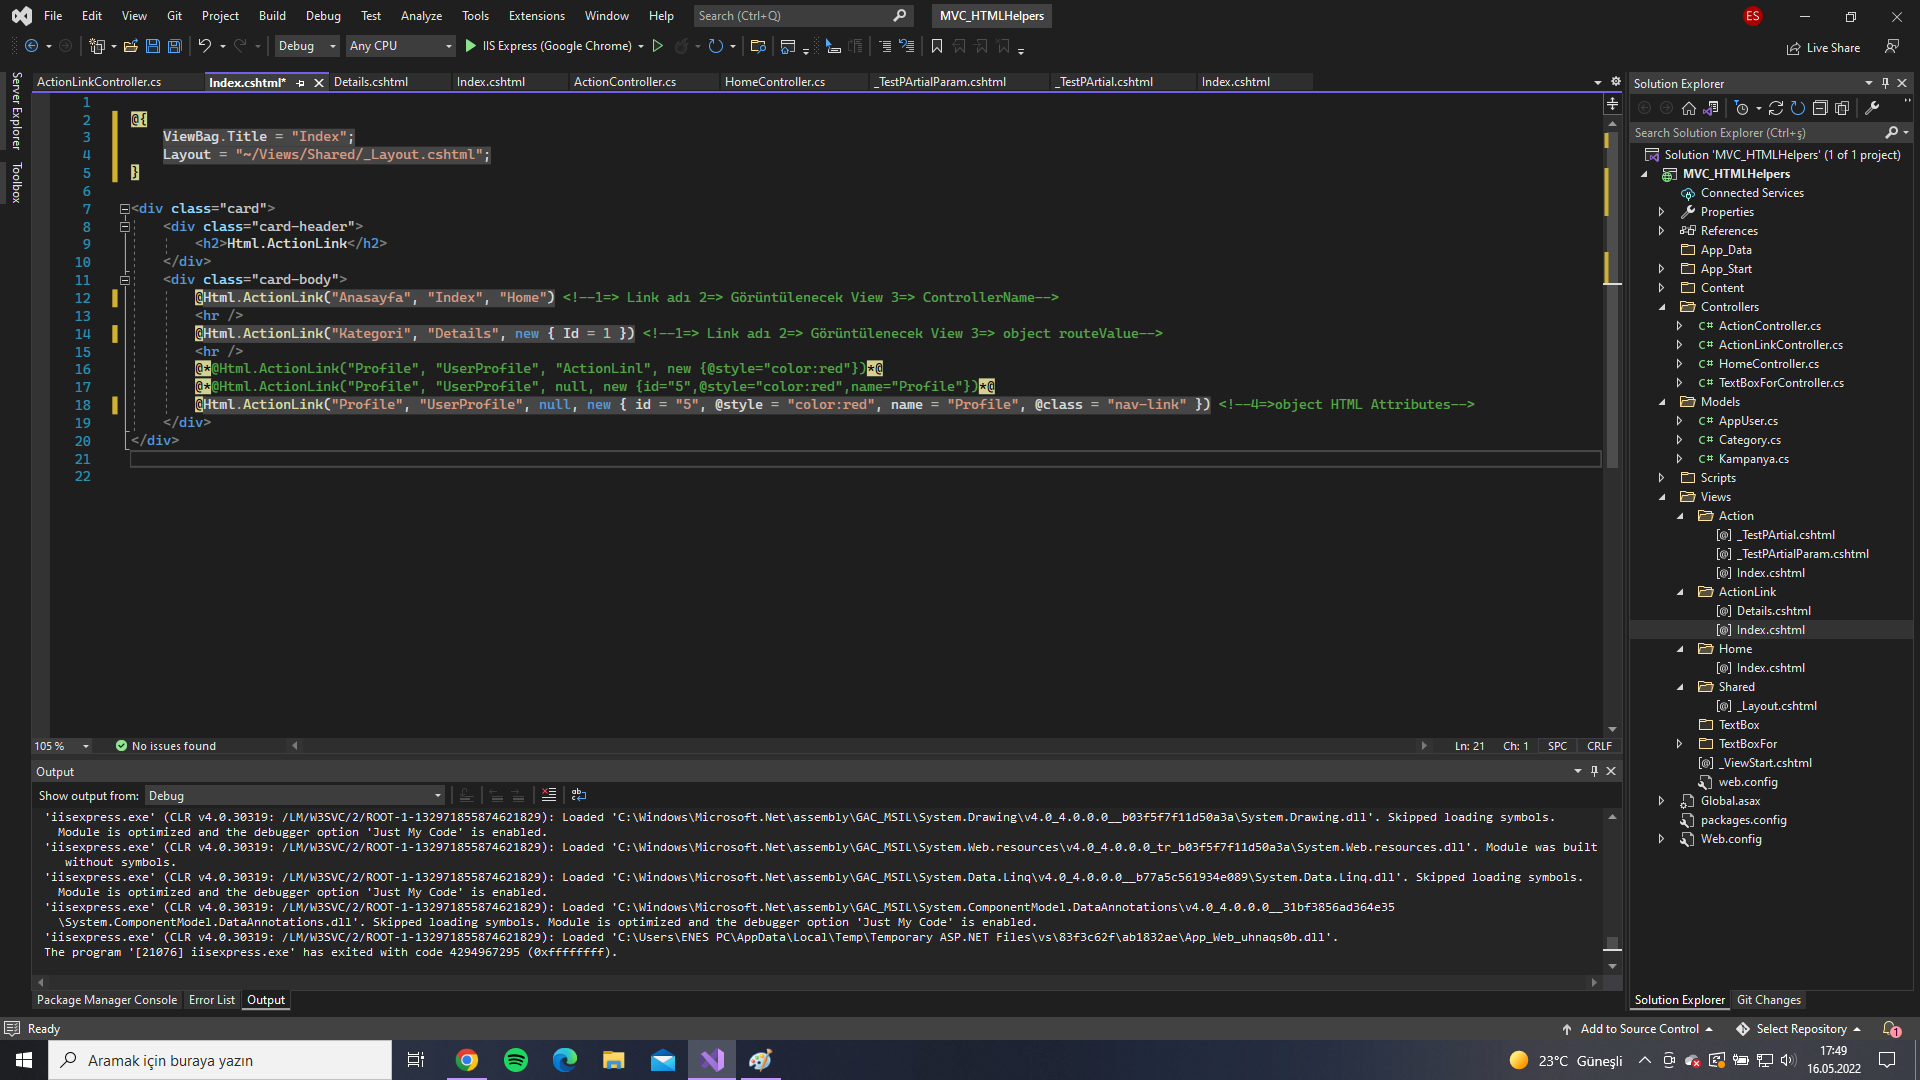 File Edit View Git Project Build Debug Test Analyze Tools Extensions Window Help Search (Ctrl+Q) MVC_HTMLHelpers ES
Debug Any CPU IIS Express (Google Chrome) Live Share
Server Explorer
Toolbox
ActionLinkController.cs Index.cshtml* Details.cshtml Index.cshtml ActionController.cs HomeController.cs _TestPArtialParam.cshtml _TestPArtial.cshtml Index.cshtml
1
2 @{
3 ViewBag.Title = "Index";
4 Layout = "~/Views/Shared/_Layout.cshtml";
5 }
6
7 <div class="card">
8 <div class="card-header">
9 <h2>Html.ActionLink</h2>
10 </div>
11 <div class="card-body">
12 @Html.ActionLink("Anasayfa", "Index", "Home") <!--1=> Link adı 2=> Görüntülenecek View 3=> ControllerName-->
13 <hr />
14 @Html.ActionLink("Kategori", "Details", new { Id = 1 }) <!--1=> Link adı 2=> Görüntülenecek View 3=> object routeValue-->
15 <hr />
16 @*@Html.ActionLink("Profile", "UserProfile", "ActionLinl", new {@style="color:red"})*@
17 @*@Html.ActionLink("Profile", "UserProfile", null, new {id="5",@style="color:red",name="Profile"})*@
18 @Html.ActionLink("Profile", "UserProfile", null, new { id = "5", @style = "color:red", name = "Profile", @class = "nav-link" }) <!--4=>object HTML Attributes-->
19 </div>
20 </div>
21
22
105 % No issues found Ln: 21 Ch: 1 SPC CRLF
Output
Show output from: Debug
'iisexpress.exe' (CLR v4.0.30319: /LM/W3SVC/2/ROOT-1-132971855874621829): Loaded 'C:\Windows\Microsoft.Net\assembly\GAC_MSIL\System.Drawing\v4.0_4.0.0.0__b03f5f7f11d50a3a\System.Drawing.dll'. Skipped loading symbols.
Module is optimized and the debugger option 'Just My Code' is enabled.
'iisexpress.exe' (CLR v4.0.30319: /LM/W3SVC/2/ROOT-1-132971855874621829): Loaded 'C:\Windows\Microsoft.Net\assembly\GAC_MSIL\System.Web.resources\v4.0_4.0.0.0_tr_b03f5f7f11d50a3a\System.Web.resources.dll'. Module was built
without symbols.
'iisexpress.exe' (CLR v4.0.30319: /LM/W3SVC/2/ROOT-1-132971855874621829): Loaded 'C:\Windows\Microsoft.Net\assembly\GAC_MSIL\System.Data.Linq\v4.0_4.0.0.0__b77a5c561934e089\System.Data.Linq.dll'. Skipped loading symbols.
Module is optimized and the debugger option 'Just My Code' is enabled.
'iisexpress.exe' (CLR v4.0.30319: /LM/W3SVC/2/ROOT-1-132971855874621829): Loaded 'C:\Windows\Microsoft.Net\assembly\GAC_MSIL\System.ComponentModel.DataAnnotations\v4.0_4.0.0.0__31bf3856ad364e35
\System.ComponentModel.DataAnnotations.dll'. Skipped loading symbols. Module is optimized and the debugger option 'Just My Code' is enabled.
'iisexpress.exe' (CLR v4.0.30319: /LM/W3SVC/2/ROOT-1-132971855874621829): Loaded 'C:\Users\ENES PC\AppData\Local\Temp\Temporary ASP.NET Files\vs\83f3c62f\ab1832ae\App_Web_uhnaqs0b.dll'.
The program '[21076] iisexpress.exe' has exited with code 4294967295 (0xffffffff).
Package Manager Console Error List Output
Solution Explorer
Search Solution Explorer (Ctrl+ş)
Solution 'MVC_HTMLHelpers' (1 of 1 project)
MVC_HTMLHelpers
Connected Services
Properties
References
App_Data
App_Start
Content
Controllers
C# ActionController.cs
C# ActionLinkController.cs
C# HomeController.cs
C# TextBoxForController.cs
Models
C# AppUser.cs
C# Category.cs
C# Kampanya.cs
Scripts
Views
Action
[@] _TestPArtial.cshtml
[@] _TestPArtialParam.cshtml
[@] Index.cshtml
ActionLink
[@] Details.cshtml
[@] Index.cshtml
Home
[@] Index.cshtml
Shared
[@] _Layout.cshtml
TextBox
TextBoxFor
[@] _ViewStart.cshtml
web.config
Global.asax
packages.config
Web.config
Solution Explorer Git Changes
Ready Add to Source Control Select Repository 1
Aramak için buraya yazın 23°C Güneşli 17:49
16.05.2022